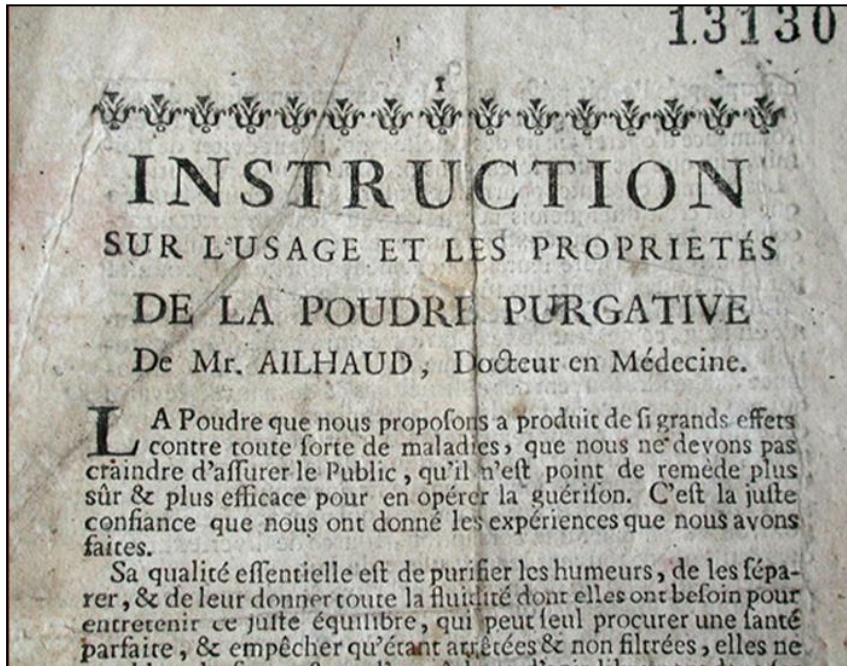 13130
1
INSTRUCTION
SUR L'USAGE ET LES PROPRIETÉS
DE LA POUDRE PURGATIVE
De Mr. AILHAUD, Docteur en Médecine.
LA Poudre que nous propoſons a produit de ſi grands effets
contre toute ſorte de maladies, que nous ne devons pas
craindre d'aſſurer le Public, qu'il n'eſt point de remède plus
sûr & plus efficace pour en opérer la guériſon. C'eſt la juſte
confiance que nous ont donné les expériences que nous avons
faites.
Sa qualité eſſentielle eſt de purifier les humeurs, de les ſépa-
rer, & de leur donner toute la fluidité dont elles ont beſoin pour
entretenir ce juſte équilibre, qui peut ſeul procurer une ſanté
parfaite, & empêcher qu'étant arrêtées & non filtrées, elles ne